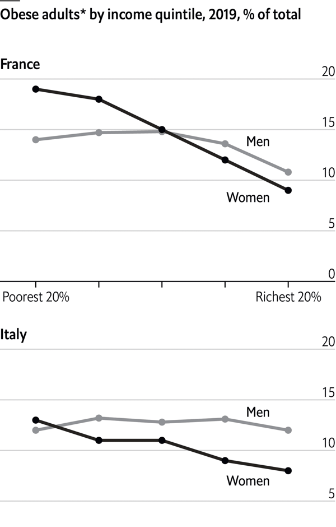 Obese adults* by income quintile, 2019, % of total
France
20
15
Men
10
Women
0
Poorest 20%
Richest 20%
Italy
20
15
Men
10
Women
5